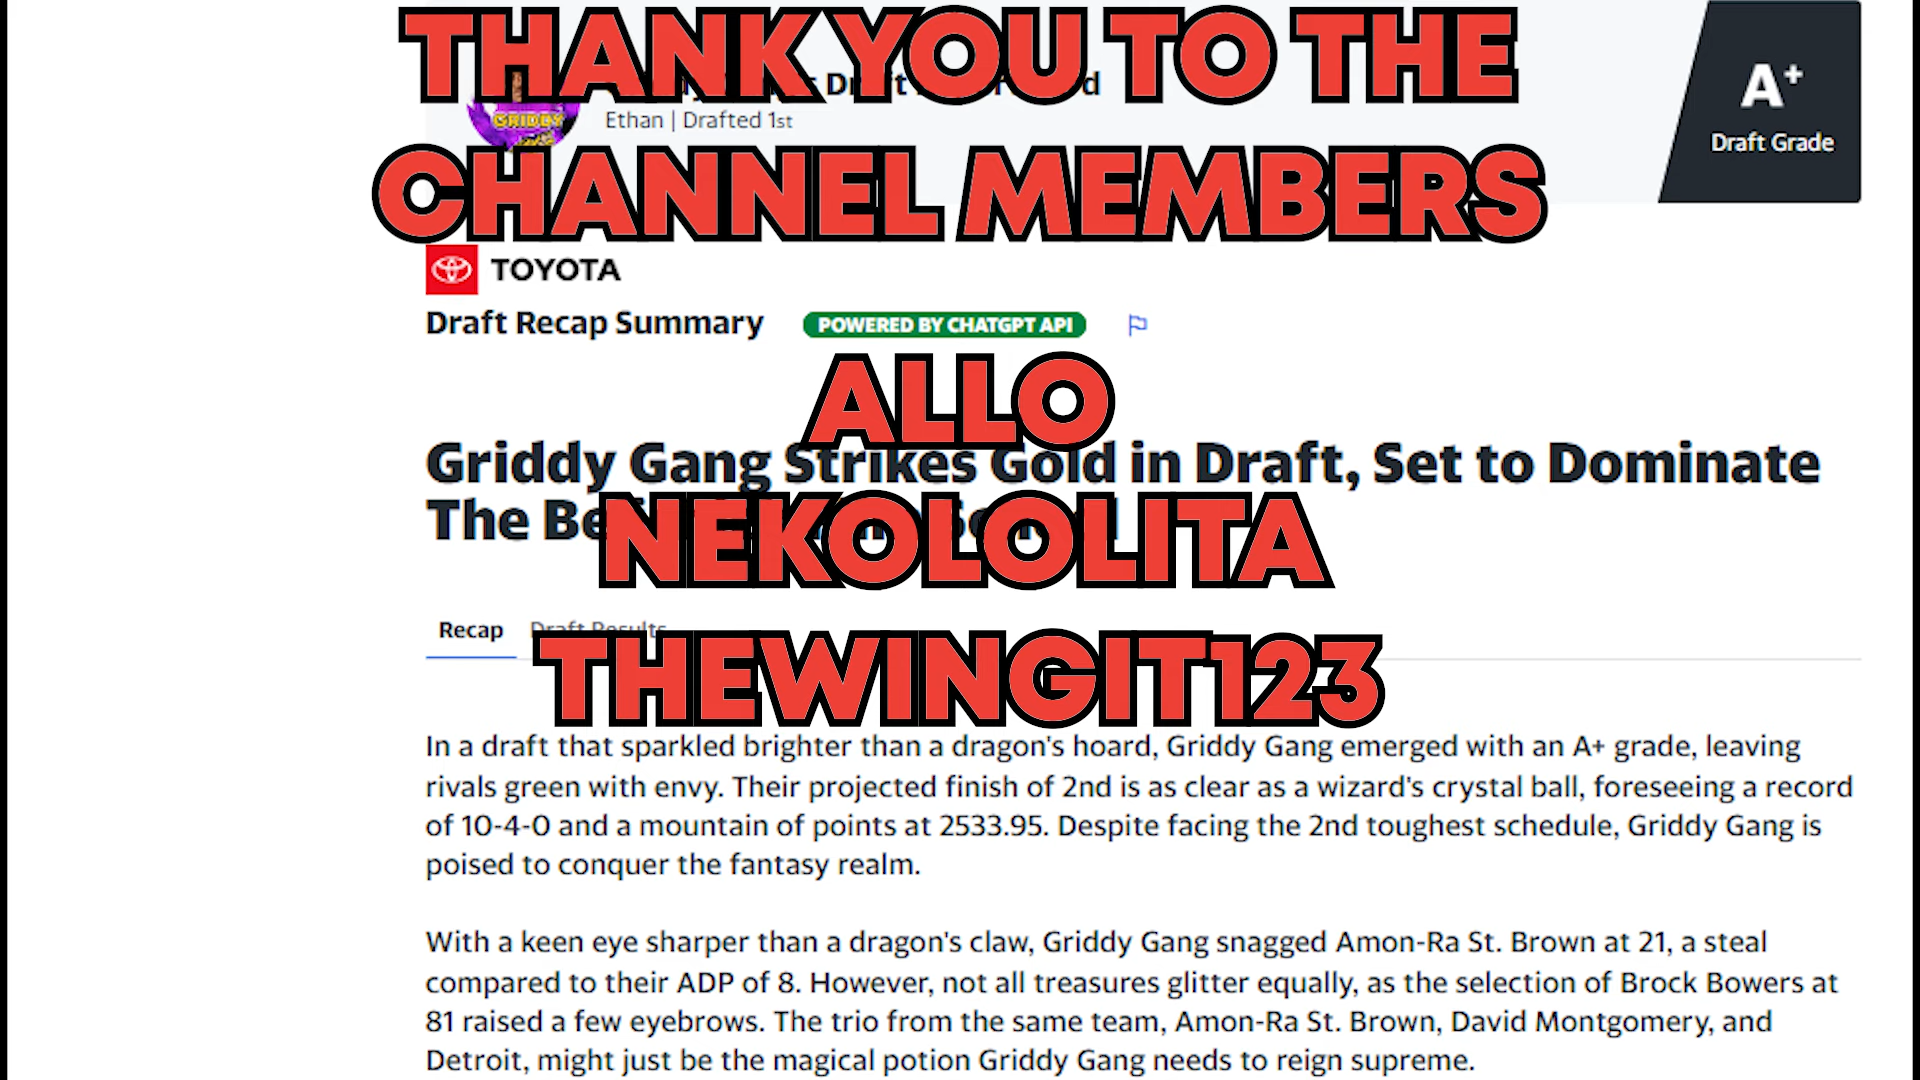 THANK YOU TO THE
A+
GRIDDY
Ethan | Drafted 1st
Draft Grade
CHANNEL MEMBERS
TOYOTA
Draft Recap Summary POWERED BY CHATGPT API
ALLO
Griddy Gang Strikes Gold in Draft, Set to Dominate
The
NEKOLOLITA
Recap Draft Results
THEWINGIT123
In a draft that sparkled brighter than a dragon's hoard, Griddy Gang emerged with an A+ grade, leaving
rivals green with envy. Their projected finish of 2nd is as clear as a wizard's crystal ball, foreseeing a record
of 10-4-0 and a mountain of points at 2533.95. Despite facing the 2nd toughest schedule, Griddy Gang is
poised to conquer the fantasy realm.
With a keen eye sharper than a dragon's claw, Griddy Gang snagged Amon-Ra St. Brown at 21, a steal
compared to their ADP of 8. However, not all treasures glitter equally, as the selection of Brock Bowers at
81 raised a few eyebrows. The trio from the same team, Amon-Ra St. Brown, David Montgomery, and
Detroit, might just be the magical potion Griddy Gang needs to reign supreme.